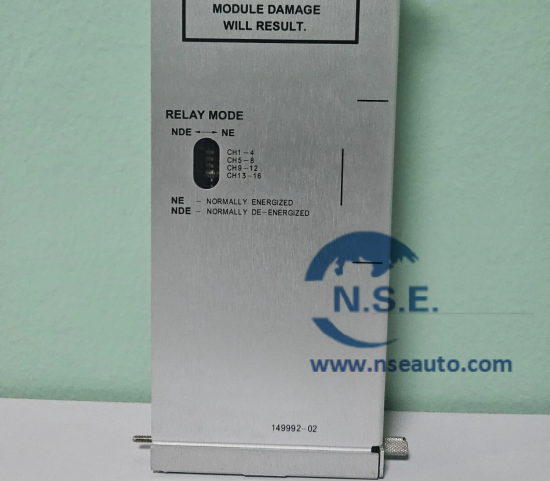 MODULE DAMAGE
WILL RESULT.
RELAY MODE
NDE ←→ NE
CH1-4
CH5-8
CH9-12
CH13-16
NE - NORMALLY ENERGIZED
NDE - NORMALLY DE-ENERGIZED
N.S.E.
www.nseauto.com
149992-02